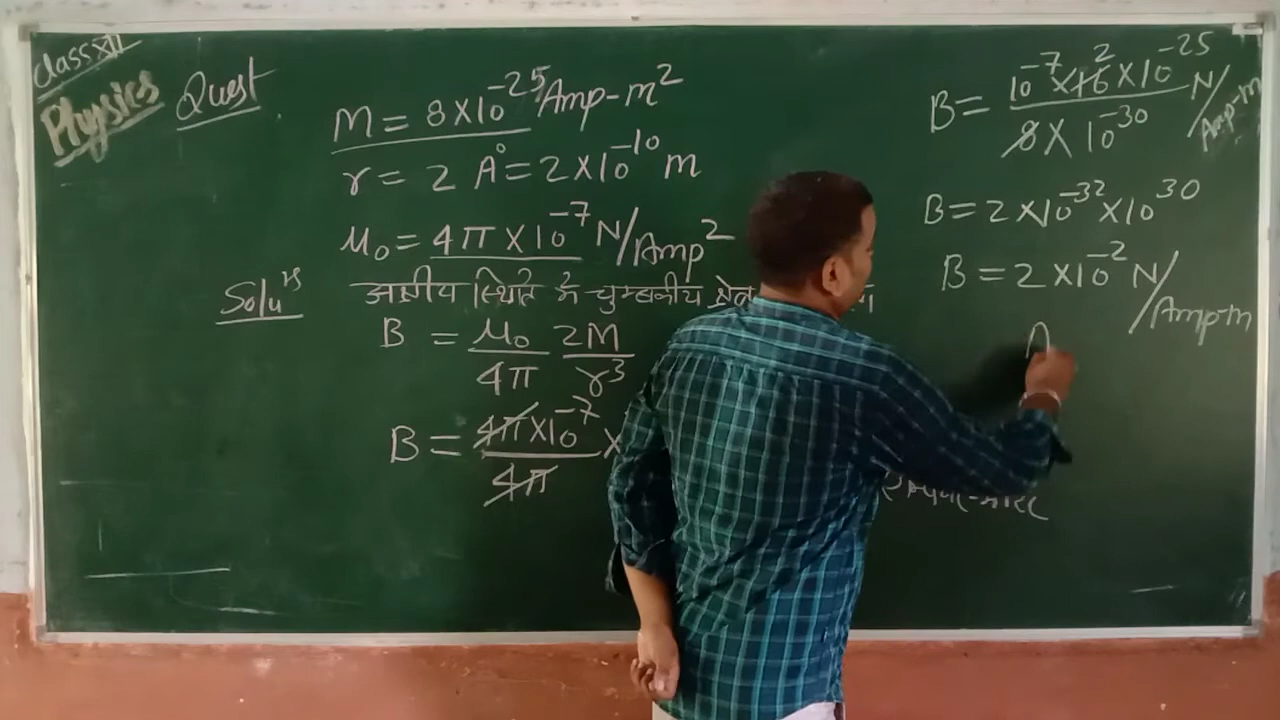 Class XII
Physics
Quest
M = 8×10⁻²⁵ Amp-m²
r = 2 A° = 2×10⁻¹⁰ m
μ₀ = 4π×10⁻⁷ N/Amp²
Soluⁿ
अक्षीय स्थिति में चुम्बकीय
B = μ₀/4π 2M/r³
B = 4π×10⁻⁷/4π ×
B = 10⁻⁷×16×10⁻²⁵/8×10⁻³⁰ N/Amp-m
2
B = 2×10⁻³²×10³⁰
B = 2×10⁻² N/Amp-m